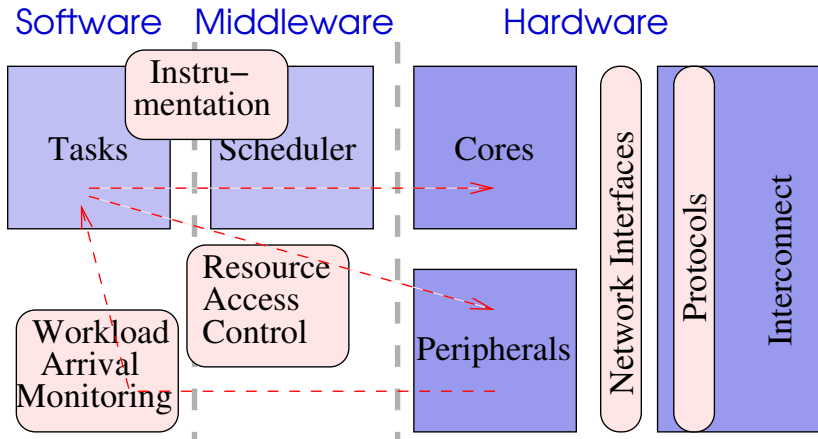 Software
Middleware
Hardware
Instru-
mentation
Tasks
Scheduler
Cores
Resource
Access
Control
Workload
Arrival
Monitoring
Peripherals
Network Interfaces
Protocols
Interconnect